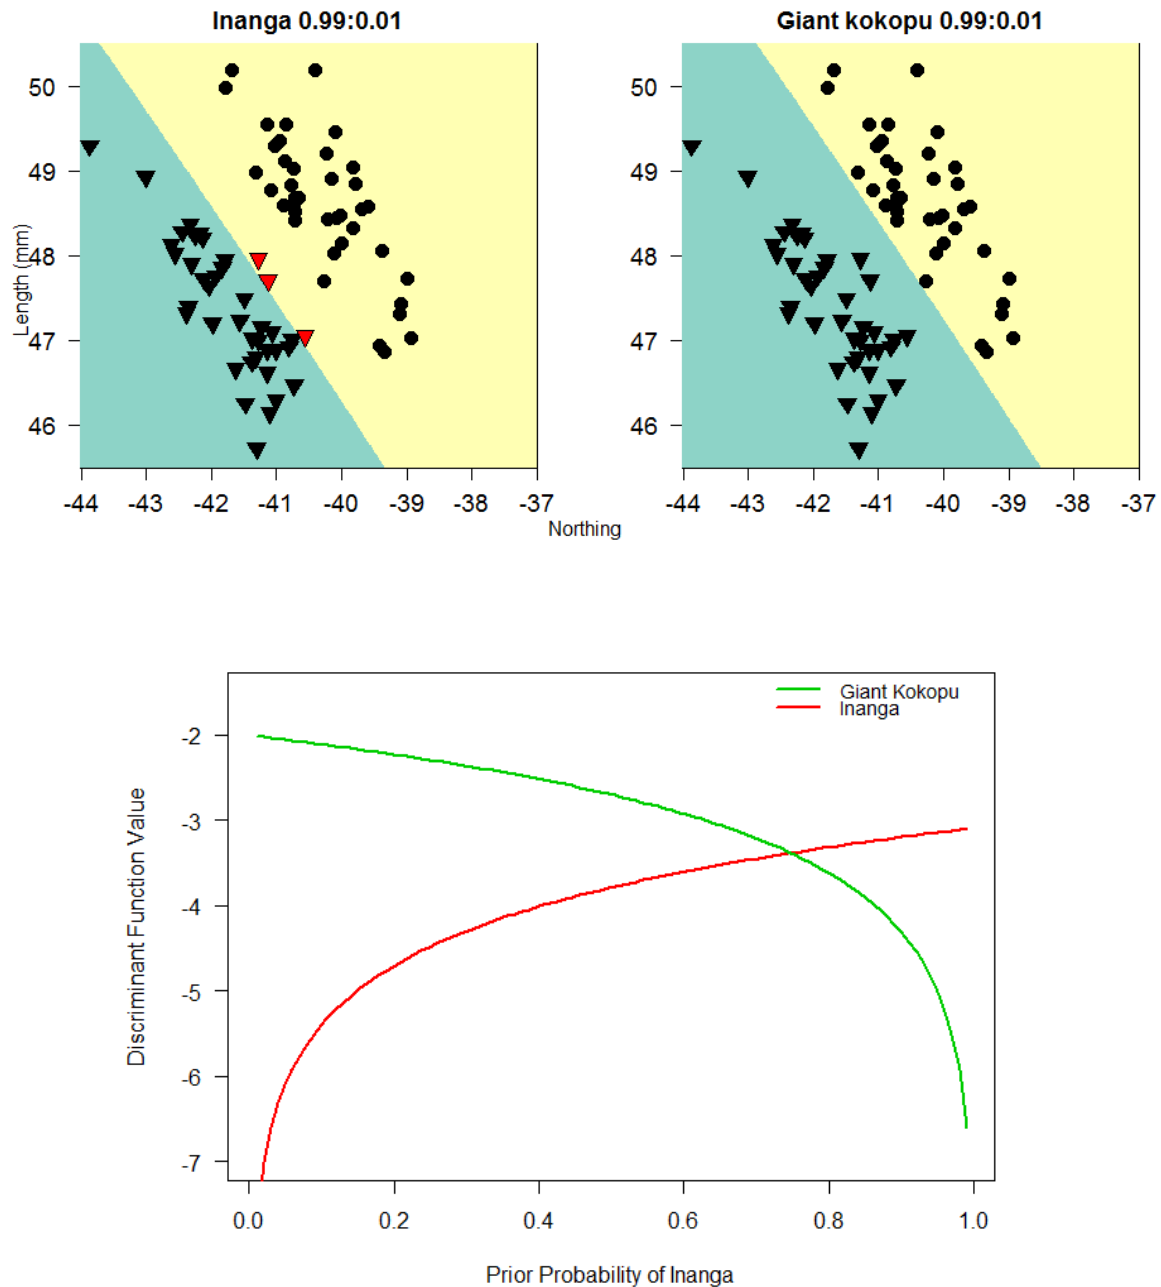 Inanga 0.99:0.01
Giant kokopu 0.99:0.01
Length (mm)
50
49
48
47
46
-44 -43 -42 -41 -40 -39 -38 -37
50
49
48
47
46
-44 -43 -42 -41 -40 -39 -38 -37
Northing
Giant Kokopu
Inanga
Discriminant Function Value
-2
-3
-4
-5
-6
-7
0.0 0.2 0.4 0.6 0.8 1.0
Prior Probability of Inanga